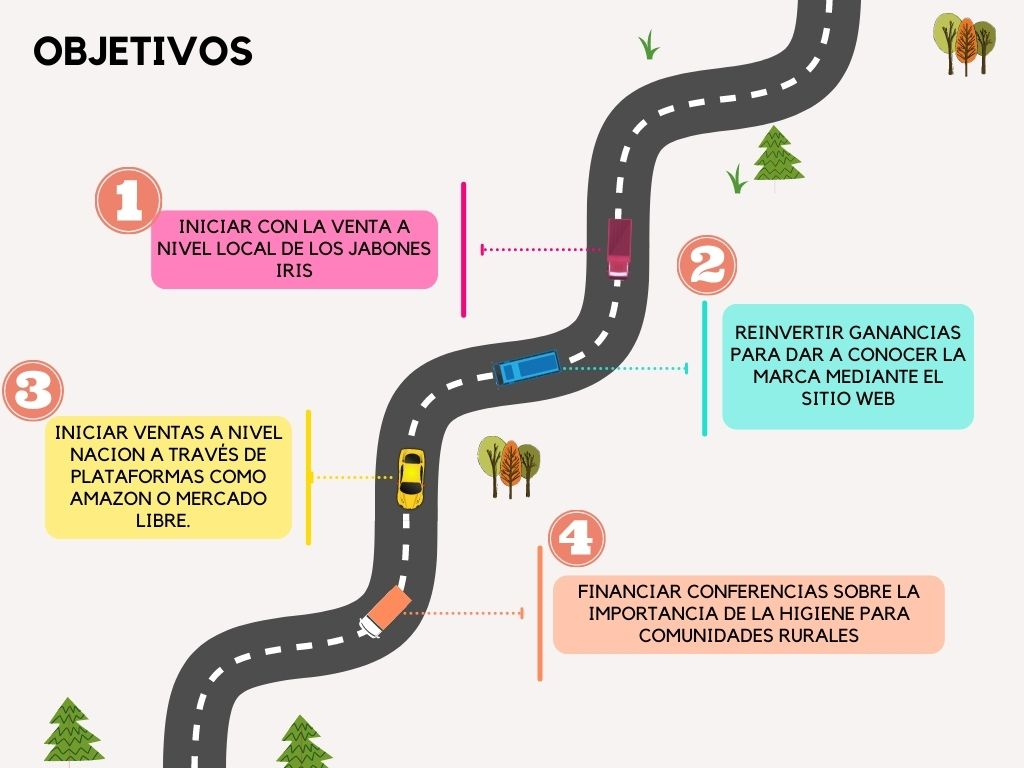 OBJETIVOS
1
INICIAR CON LA VENTA A
NIVEL LOCAL DE LOS JABONES
IRIS
2
REINVERTIR GANANCIAS
PARA DAR A CONOCER LA
MARCA MEDIANTE EL
SITIO WEB
3
INICIAR VENTAS A NIVEL
NACION A TRAVÉS DE
PLATAFORMAS COMO
AMAZON O MERCADO
LIBRE.
4
FINANCIAR CONFERENCIAS SOBRE LA
IMPORTANCIA DE LA HIGIENE PARA
COMUNIDADES RURALES